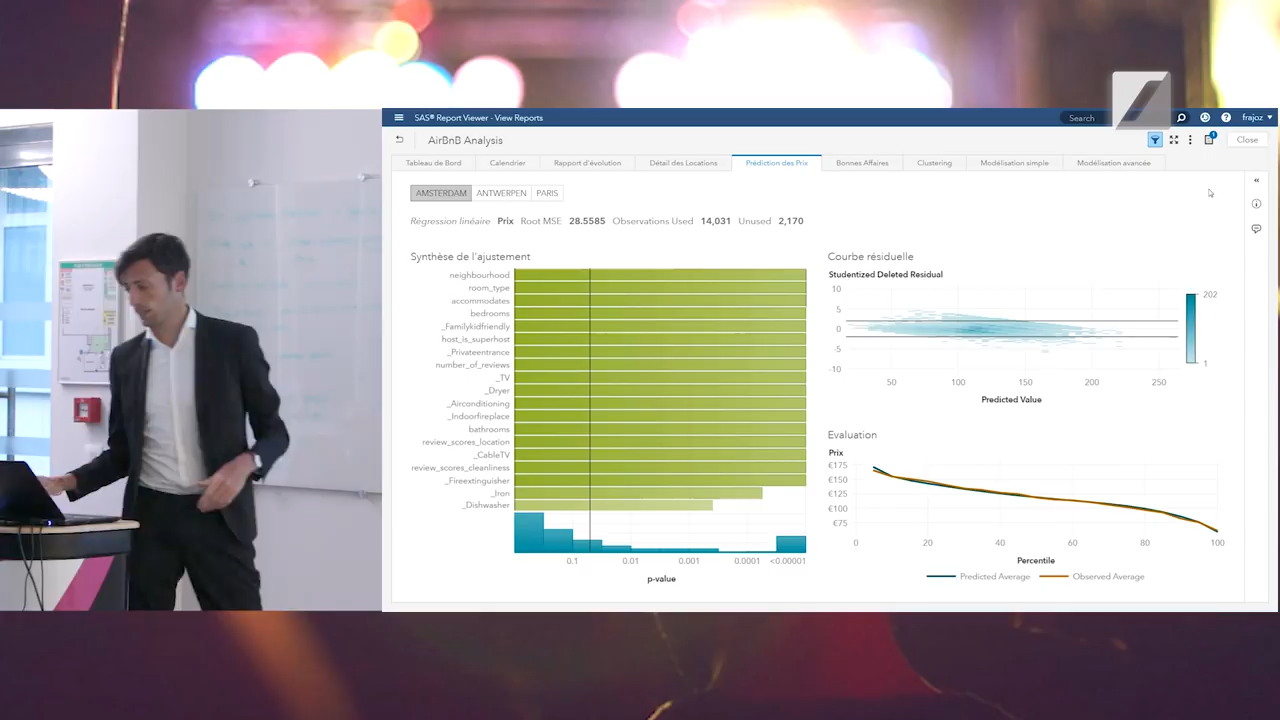 SAS® Report Viewer - View Reports
Search
frajoz
AirBnB Analysis
Close
Tableau de Bord
Calendrier
Rapport d'évolution
Détail des Locations
Prédiction des Prix
Bonnes Affaires
Clustering
Modélisation simple
Modélisation avancée
AMSTERDAM ANTWERPEN PARIS
Régression linéaire Prix Root MSE 28.5585 Observations Used 14,031 Unused 2,170
Synthèse de l'ajustement
neighbourhood
room_type
accommodates
bedrooms
_Familykidfriendly
host_is_superhost
_Privateentrance
number_of_reviews
_TV
_Dryer
_Airconditioning
_Indoorfireplace
bathrooms
review_scores_location
_CableTV
review_scores_cleanliness
_Fireextinguisher
_Iron
_Dishwasher
0.1 0.01 0.001 0.0001 <0.00001
p-value
Courbe résiduelle
Studentized Deleted Residual
10
5
0
-5
-10
50 100 150 200 250
Predicted Value
202
1
Evaluation
Prix
€175
€150
€125
€100
€75
0 20 40 60 80 100
Percentile
Predicted Average Observed Average